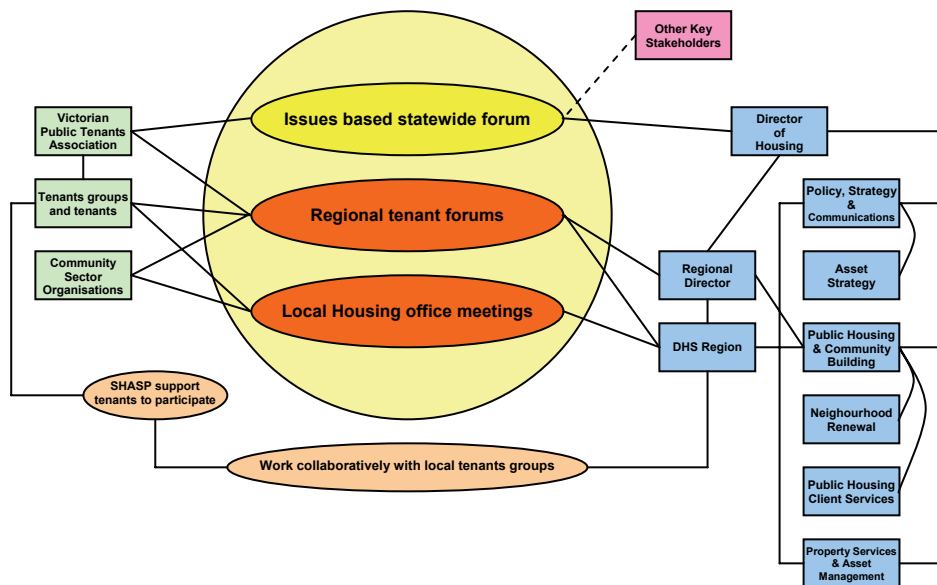 Other Key
Stakeholders
Victorian
Public Tenants
Association
Issues based statewide forum
Director
of
Housing
Tenants groups
and tenants
Regional tenant forums
Policy, Strategy
&
Communications
Community
Sector
Organisations
Regional
Director
Asset
Strategy
Local Housing office meetings
DHS Region
Public Housing
& Community
Building
SHASP support
tenants to participate
Neighourhood
Renewal
Work collaboratively with local tenants groups
Public Housing
Client Services
Property Services
& Asset
Management